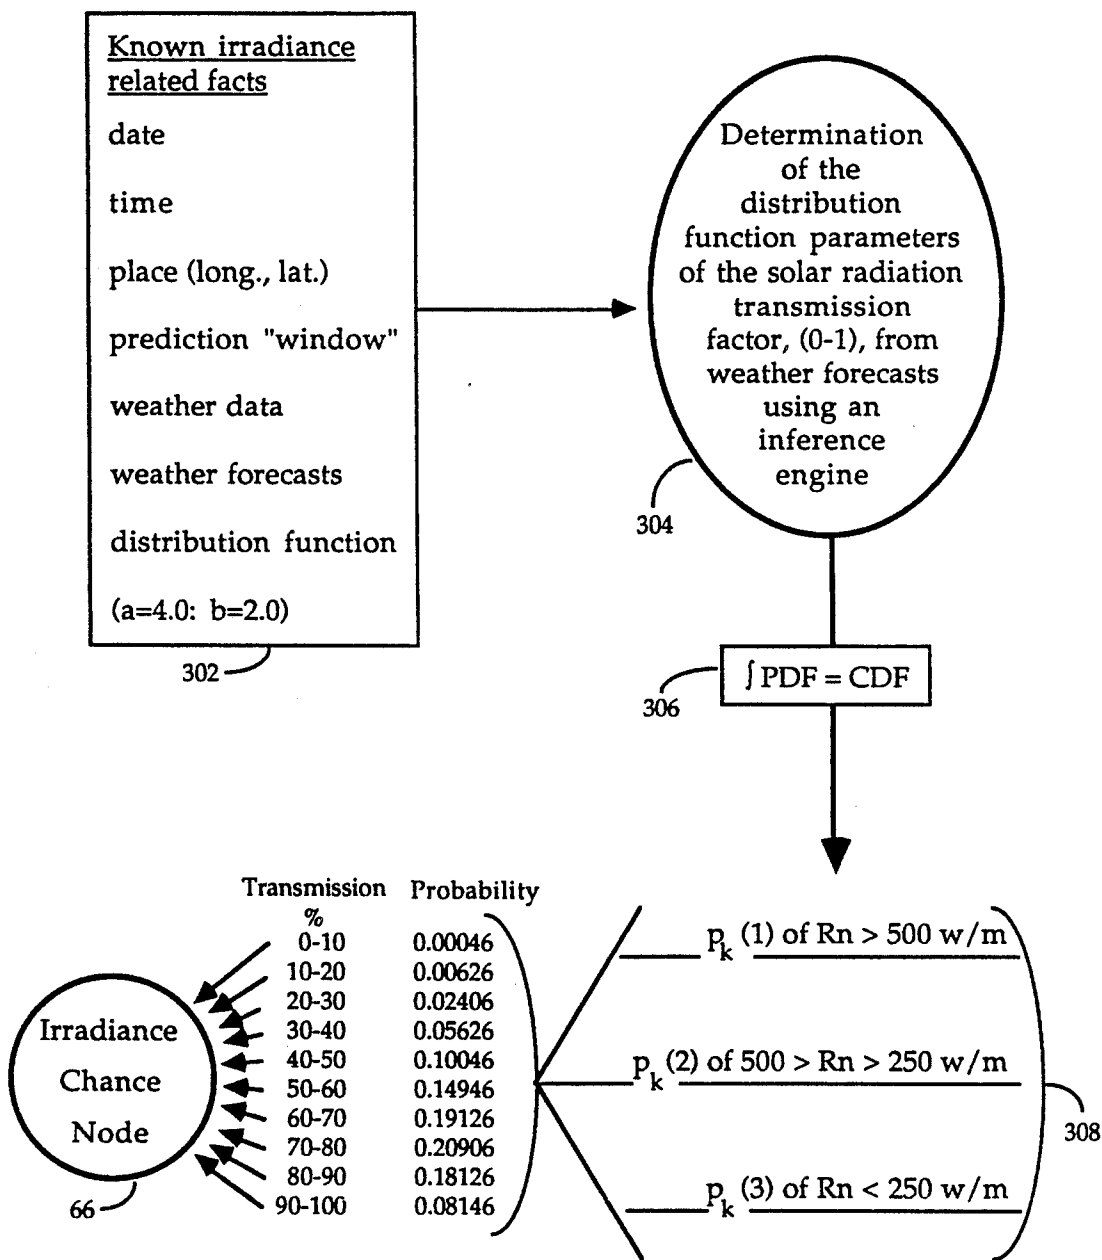 Known irradiance
related facts
date
time
place (long., lat.)
prediction "window"
weather data
weather forecasts
distribution function
(a=4.0: b=2.0)
302
Determination
of the
distribution
function parameters
of the solar radiation
transmission
factor, (0-1), from
weather forecasts
using an
inference
engine
304
∫ PDF = CDF
306
Transmission Probability
%
0-10 0.00046
10-20 0.00626
20-30 0.02406
30-40 0.05626
40-50 0.10046
50-60 0.14946
60-70 0.19126
70-80 0.20906
80-90 0.18126
90-100 0.08146
Irradiance
Chance
Node
66
pk (1) of Rn > 500 w/m
pk (2) of 500 > Rn > 250 w/m
pk (3) of Rn < 250 w/m
308